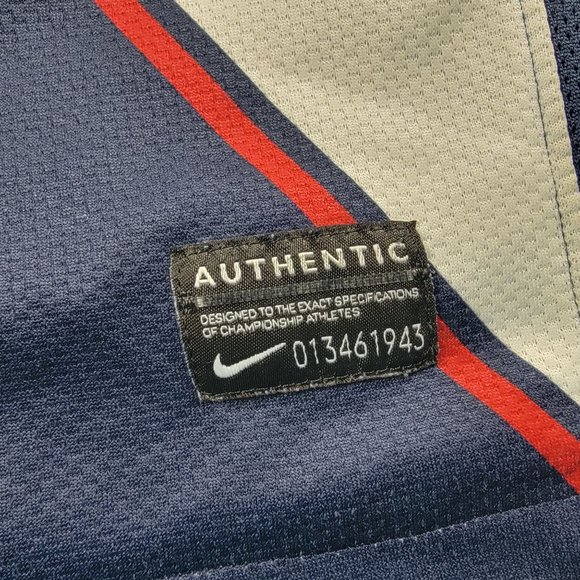 AUTHENTIC
DESIGNED TO THE EXACT SPECIFICATIONS
OF CHAMPIONSHIP ATHLETES
013461943